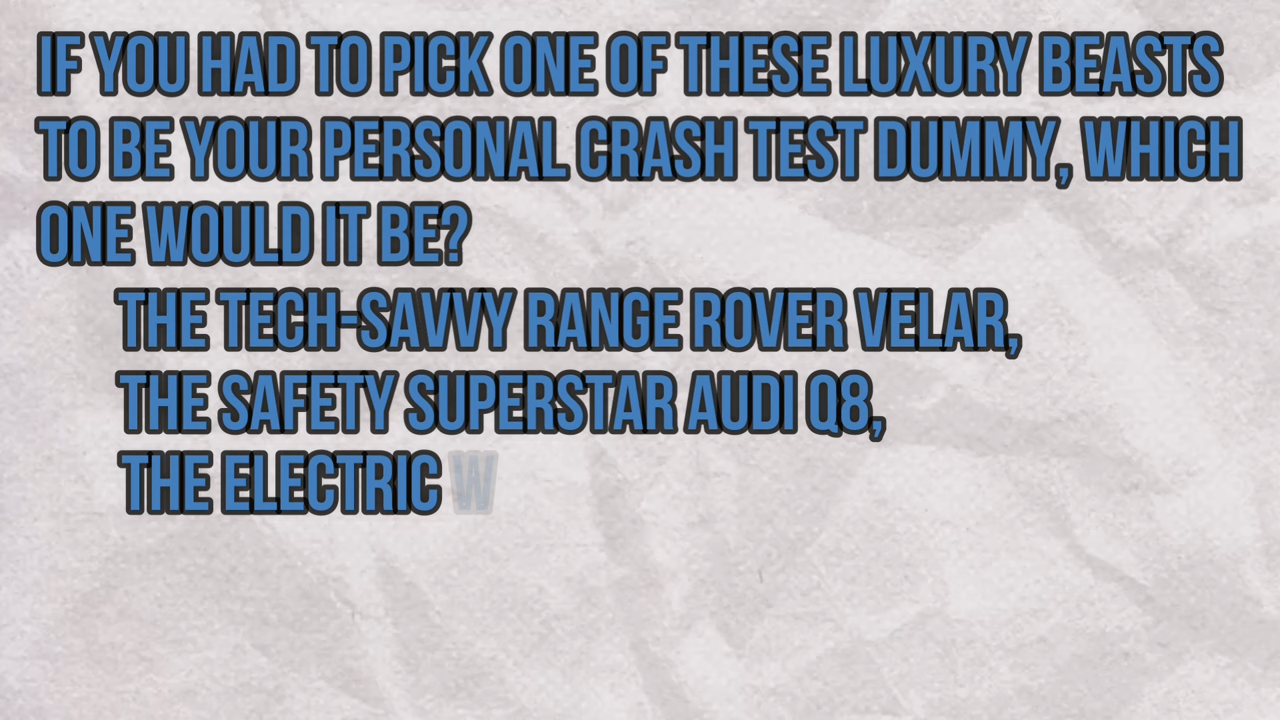 IF YOU HAD TO PICK ONE OF THESE LUXURY BEASTS
TO BE YOUR PERSONAL CRASH TEST DUMMY, WHICH
ONE WOULD IT BE?
THE TECH-SAVVY RANGE ROVER VELAR,
THE SAFETY SUPERSTAR AUDI Q8,
THE ELECTRIC W